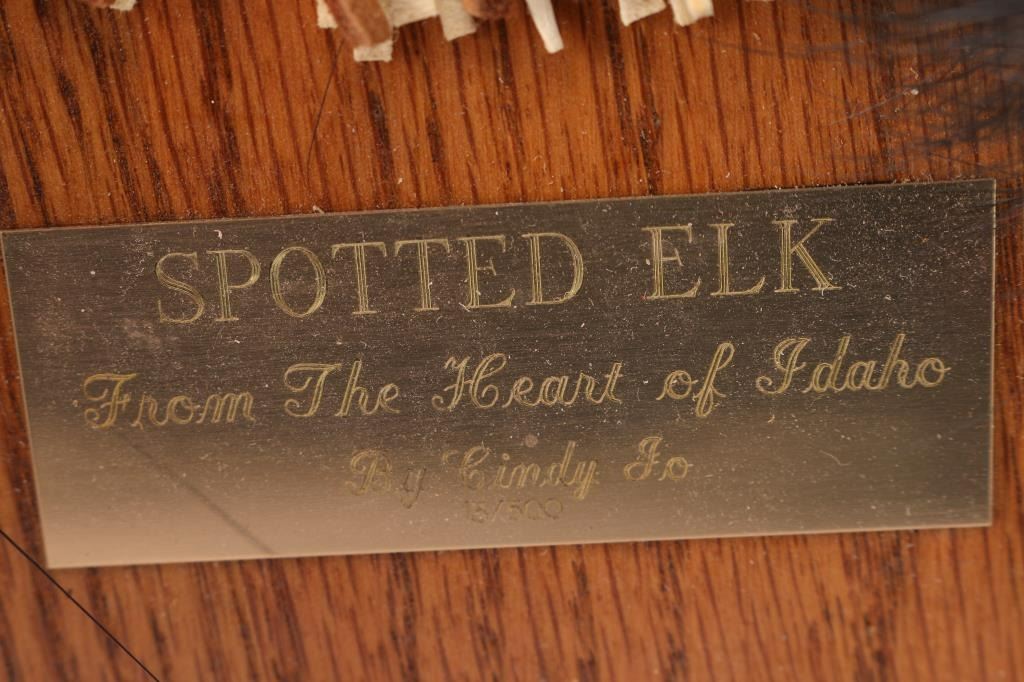 SPOTTED ELK
From The Heart of Idaho
By Cindy Jo
15/500